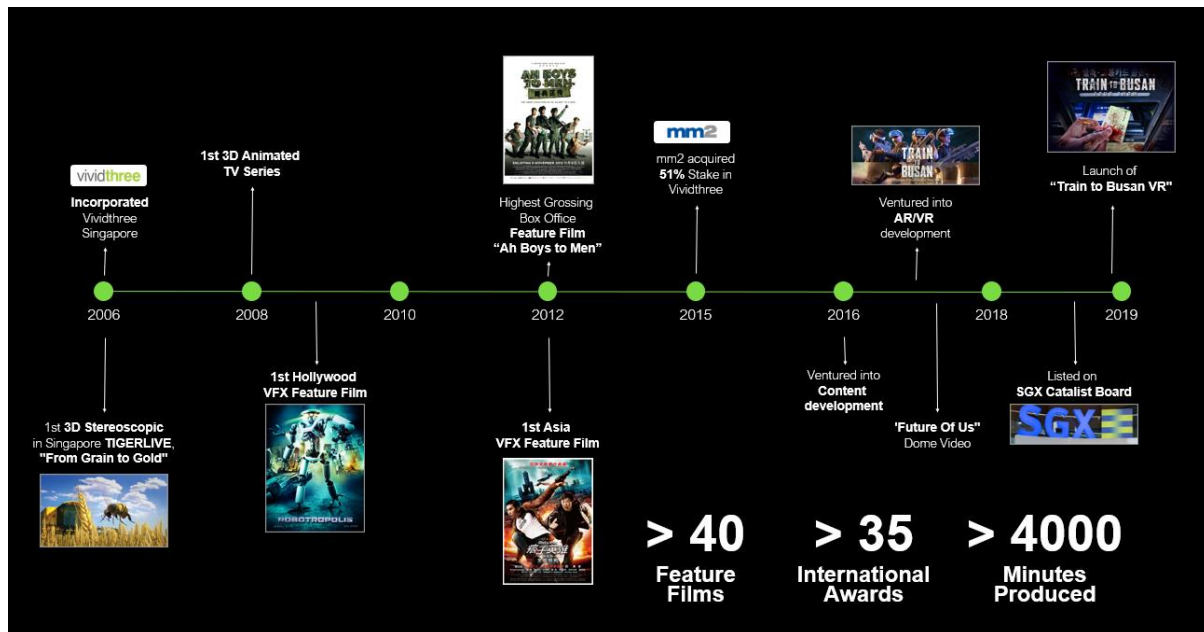 vividthree
Incorporated
Vividthree
Singapore
1st 3D Animated
TV Series
AH BOYS
TO MEN
Highest Grossing
Box Office
Feature Film
“Ah Boys to Men”
mm2
mm2 acquired
51% Stake in
Vividthree
TRAIN TO BUSAN
Ventured into
AR/VR
development
TRAIN TO BUSAN
Launch of
“Train to Busan VR"
2006
2008
2010
2012
2015
2016
2018
2019
1st 3D Stereoscopic
in Singapore TIGERLIVE,
"From Grain to Gold"
1st Hollywood
VFX Feature Film
ROBOTROPOLIS
1st Asia
VFX Feature Film
Ventured into
Content
development
'Future Of Us"
Dome Video
Listed on
SGX Catalist Board
SGX
> 40
Feature
Films
> 35
International
Awards
> 4000
Minutes
Produced